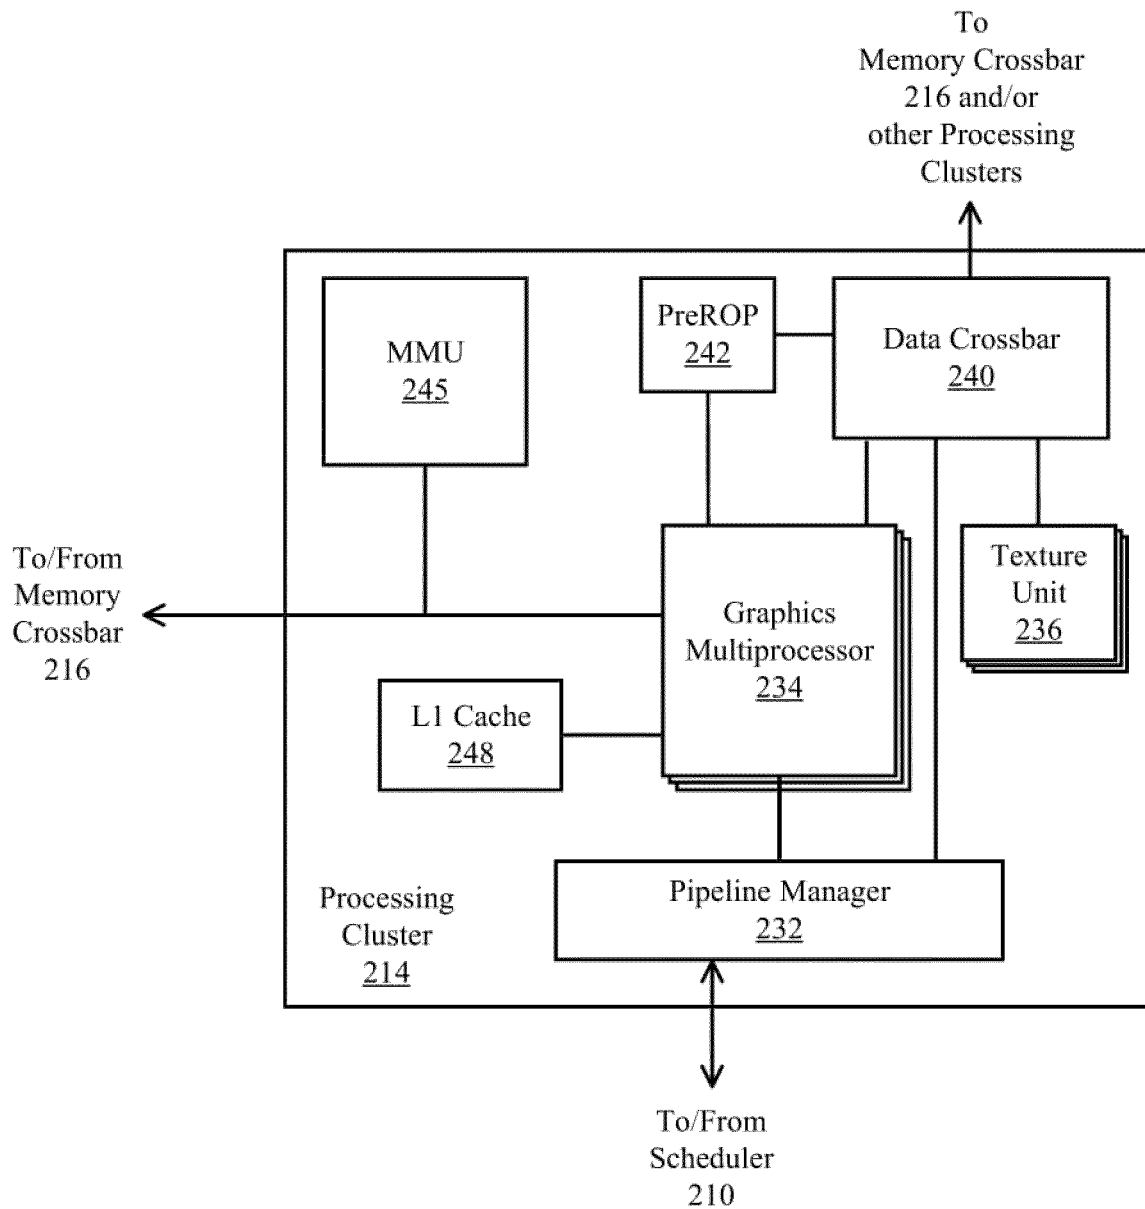 To
Memory Crossbar
216 and/or
other Processing
Clusters
MMU
245
PreROP
242
Data Crossbar
240
To/From
Memory
Crossbar
216
Graphics
Multiprocessor
234
Texture
Unit
236
L1 Cache
248
Processing
Cluster
214
Pipeline Manager
232
To/From
Scheduler
210